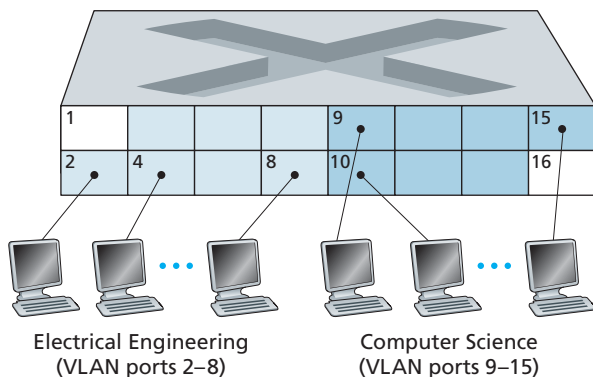 1 9 15
2 4 8 10 16
Electrical Engineering
(VLAN ports 2–8)
Computer Science
(VLAN ports 9–15)